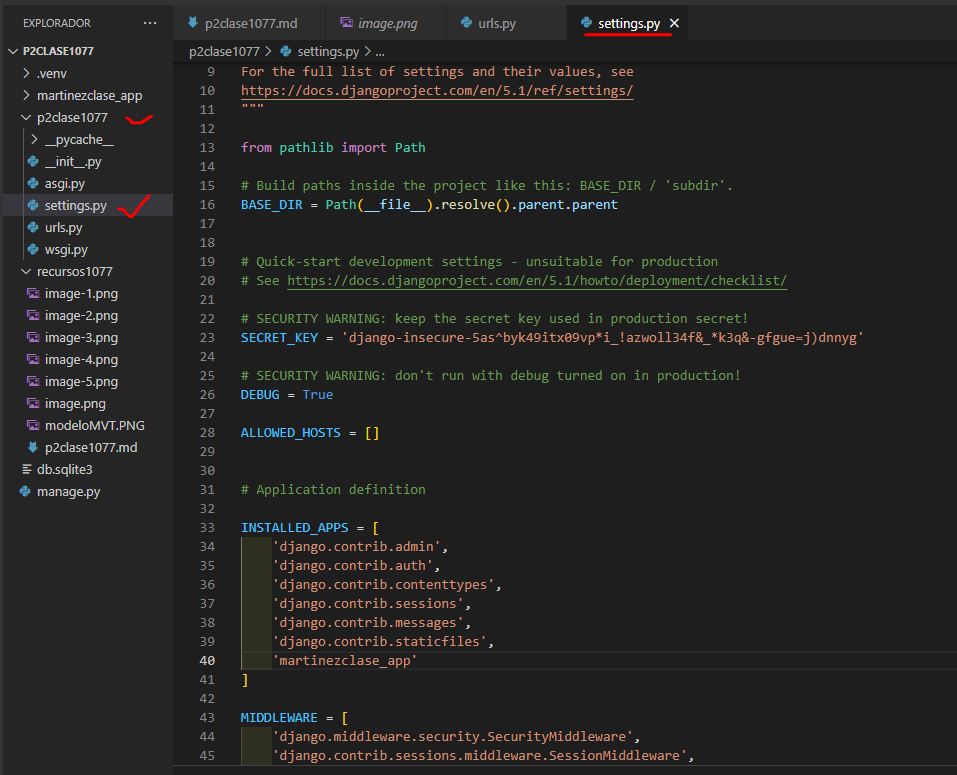 EXPLORADOR
P2CLASE1077
.venv
martinezclase_app
p2clase1077
__pycache__
__init__.py
asgi.py
settings.py
urls.py
wsgi.py
recursos1077
image-1.png
image-2.png
image-3.png
image-4.png
image-5.png
image.png
modeloMVT.PNG
p2clase1077.md
db.sqlite3
manage.py
p2clase1077.md
image.png
urls.py
settings.py
p2clase1077 > settings.py > ...
9 For the full list of settings and their values, see
10 https://docs.djangoproject.com/en/5.1/ref/settings/
11 """
12
13 from pathlib import Path
14
15 # Build paths inside the project like this: BASE_DIR / 'subdir'.
16 BASE_DIR = Path(__file__).resolve().parent.parent
17
18
19 # Quick-start development settings - unsuitable for production
20 # See https://docs.djangoproject.com/en/5.1/howto/deployment/checklist/
21
22 # SECURITY WARNING: keep the secret key used in production secret!
23 SECRET_KEY = 'django-insecure-5as^byk49itx09vp*i_!azwoll34f&_*k3q&-gfgue=j)dnnyg'
24
25 # SECURITY WARNING: don't run with debug turned on in production!
26 DEBUG = True
27
28 ALLOWED_HOSTS = []
29
30
31 # Application definition
32
33 INSTALLED_APPS = [
34 'django.contrib.admin',
35 'django.contrib.auth',
36 'django.contrib.contenttypes',
37 'django.contrib.sessions',
38 'django.contrib.messages',
39 'django.contrib.staticfiles',
40 'martinezclase_app'
41 ]
42
43 MIDDLEWARE = [
44 'django.middleware.security.SecurityMiddleware',
45 'django.contrib.sessions.middleware.SessionMiddleware',